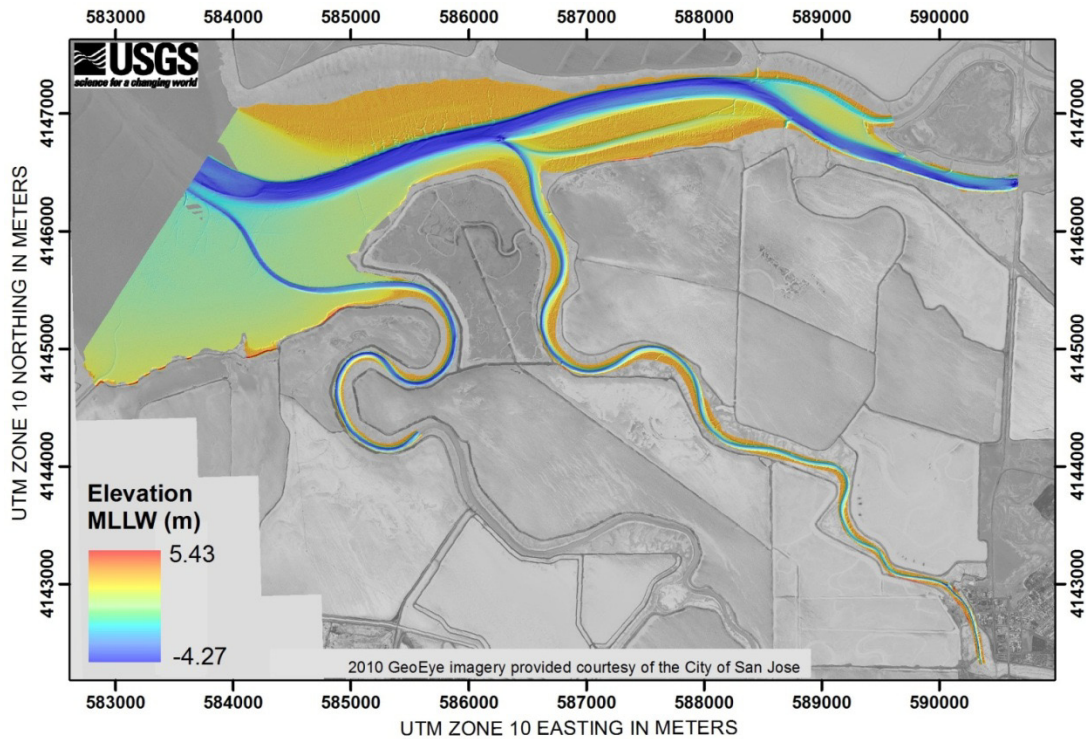 583000 584000 585000 586000 587000 588000 589000 590000
USGS
science for a changing world
UTM ZONE 10 NORTHING IN METERS
4147000
4146000
4145000
4144000
4143000
4147000
4146000
4145000
4144000
4143000
Elevation
MLLW (m)
5.43
-4.27
2010 GeoEye imagery provided courtesy of the City of San Jose
583000 584000 585000 586000 587000 588000 589000 590000
UTM ZONE 10 EASTING IN METERS